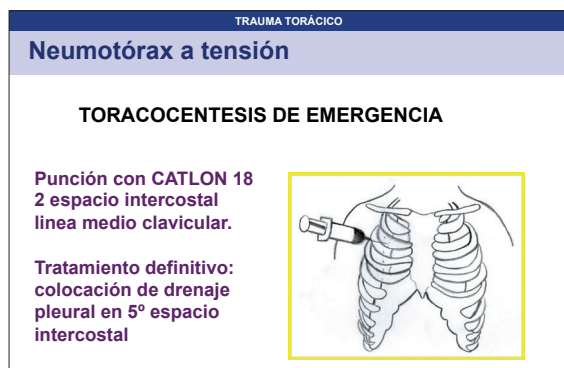 TRAUMA TORÁCICO
Neumotórax a tensión
TORACOCENTESIS DE EMERGENCIA
Punción con CATLON 18
2 espacio intercostal
linea medio clavicular.
Tratamiento definitivo:
colocación de drenaje
pleural en 5º espacio
intercostal